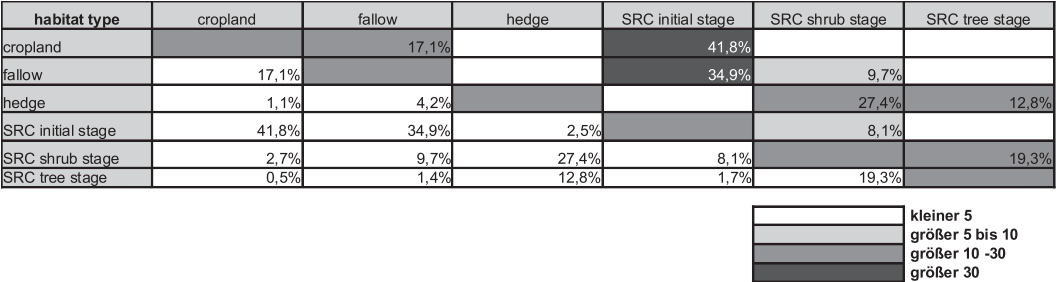 habitat type cropland fallow hedge SRC initial stage SRC shrub stage SRC tree stage
cropland 17,1% 41,8%
fallow 17,1% 34,9% 9,7%
hedge 1,1% 4,2% 27,4% 12,8%
SRC initial stage 41,8% 34,9% 2,5% 8,1%
SRC shrub stage 2,7% 9,7% 27,4% 8,1% 19,3%
SRC tree stage 0,5% 1,4% 12,8% 1,7% 19,3%
kleiner 5
größer 5 bis 10
größer 10 -30
größer 30